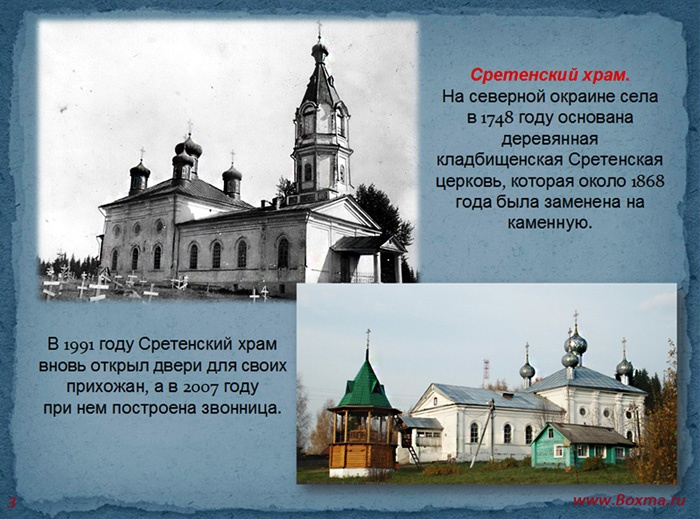 Сретенский храм.
На северной окраине села
в 1748 году основана
деревянная
кладбищенская Сретенская
церковь, которая около 1868
года была заменена на
каменную.
В 1991 году Сретенский храм
вновь открыл двери для своих
прихожан, а в 2007 году
при нем построена звонница.
3
www.Boxma.ru